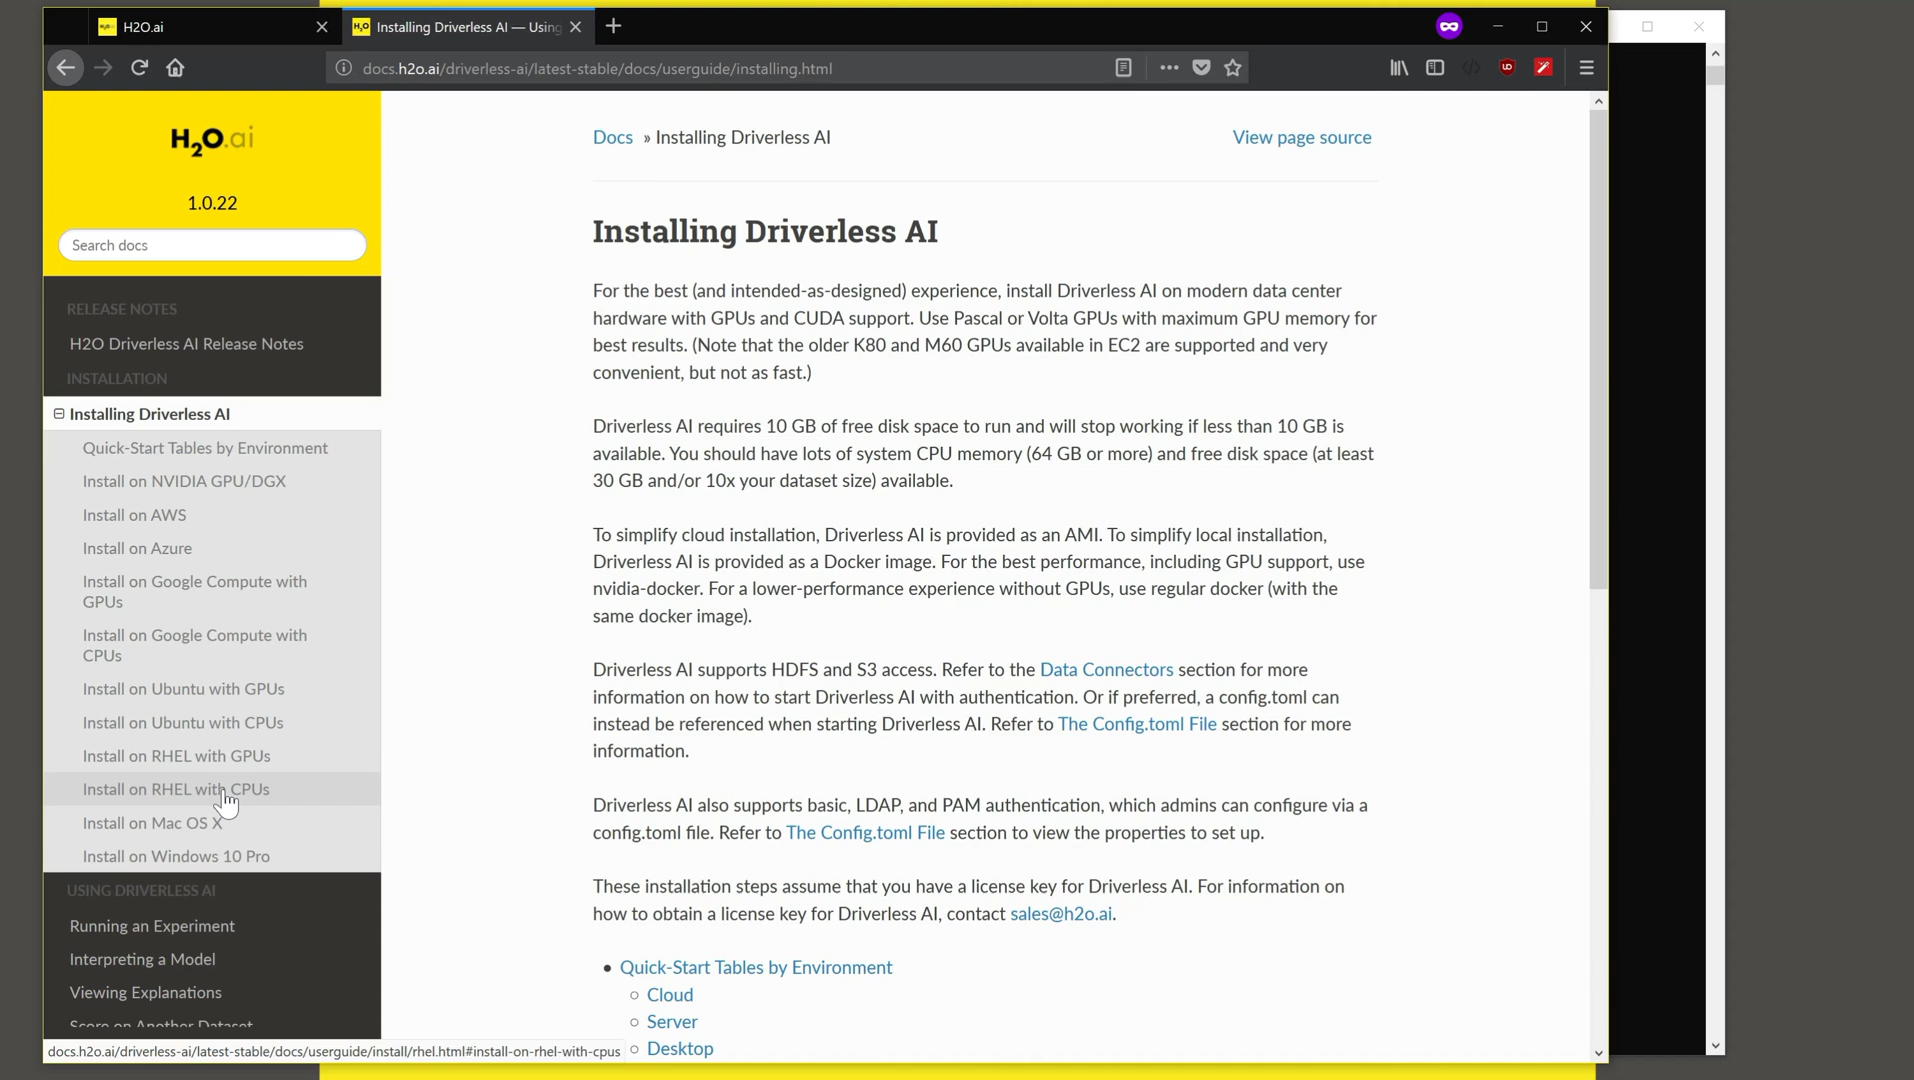 H2O.ai
Installing Driverless AI — Using
docs.h2o.ai/driverless-ai/latest-stable/docs/userguide/installing.html
H2O.ai
1.0.22
Search docs
RELEASE NOTES
H2O Driverless AI Release Notes
INSTALLATION
Installing Driverless AI
Quick-Start Tables by Environment
Install on NVIDIA GPU/DGX
Install on AWS
Install on Azure
Install on Google Compute with
GPUs
Install on Google Compute with
CPUs
Install on Ubuntu with GPUs
Install on Ubuntu with CPUs
Install on RHEL with GPUs
Install on RHEL with CPUs
Install on Mac OS X
Install on Windows 10 Pro
USING DRIVERLESS AI
Running an Experiment
Interpreting a Model
Viewing Explanations
Score on Another Dataset
docs.h2o.ai/driverless-ai/latest-stable/docs/userguide/install/rhel.html#install-on-rhel-with-cpus
Docs » Installing Driverless AI
View page source
Installing Driverless AI
For the best (and intended-as-designed) experience, install Driverless AI on modern data center
hardware with GPUs and CUDA support. Use Pascal or Volta GPUs with maximum GPU memory for
best results. (Note that the older K80 and M60 GPUs available in EC2 are supported and very
convenient, but not as fast.)
Driverless AI requires 10 GB of free disk space to run and will stop working if less than 10 GB is
available. You should have lots of system CPU memory (64 GB or more) and free disk space (at least
30 GB and/or 10x your dataset size) available.
To simplify cloud installation, Driverless AI is provided as an AMI. To simplify local installation,
Driverless AI is provided as a Docker image. For the best performance, including GPU support, use
nvidia-docker. For a lower-performance experience without GPUs, use regular docker (with the
same docker image).
Driverless AI supports HDFS and S3 access. Refer to the Data Connectors section for more
information on how to start Driverless AI with authentication. Or if preferred, a config.toml can
instead be referenced when starting Driverless AI. Refer to The Config.toml File section for more
information.
Driverless AI also supports basic, LDAP, and PAM authentication, which admins can configure via a
config.toml file. Refer to The Config.toml File section to view the properties to set up.
These installation steps assume that you have a license key for Driverless AI. For information on
how to obtain a license key for Driverless AI, contact sales@h2o.ai.
• Quick-Start Tables by Environment
○ Cloud
○ Server
○ Desktop